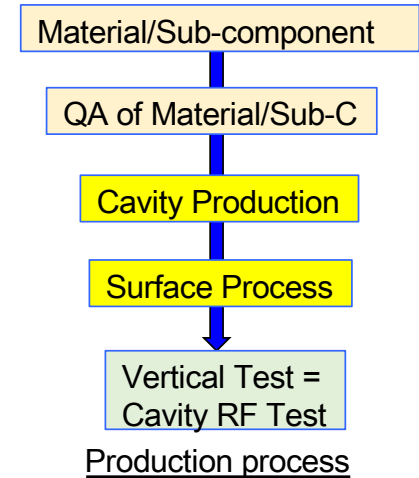 Material/Sub-component
QA of Material/Sub-C
Cavity Production
Surface Process
Vertical Test =
Cavity RF Test
Production process